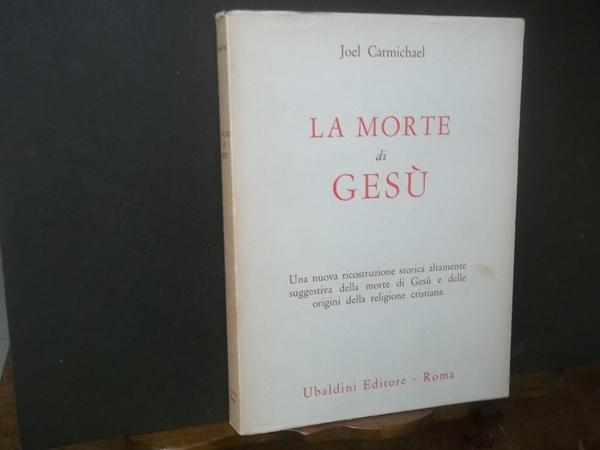 Joel Carmichael
LA MORTE
di
GESÙ
Una nuova ricostruzione storica altamente
suggestiva della morte di Gesù e delle
origini della religione cristiana.
Ubaldini Editore - Roma